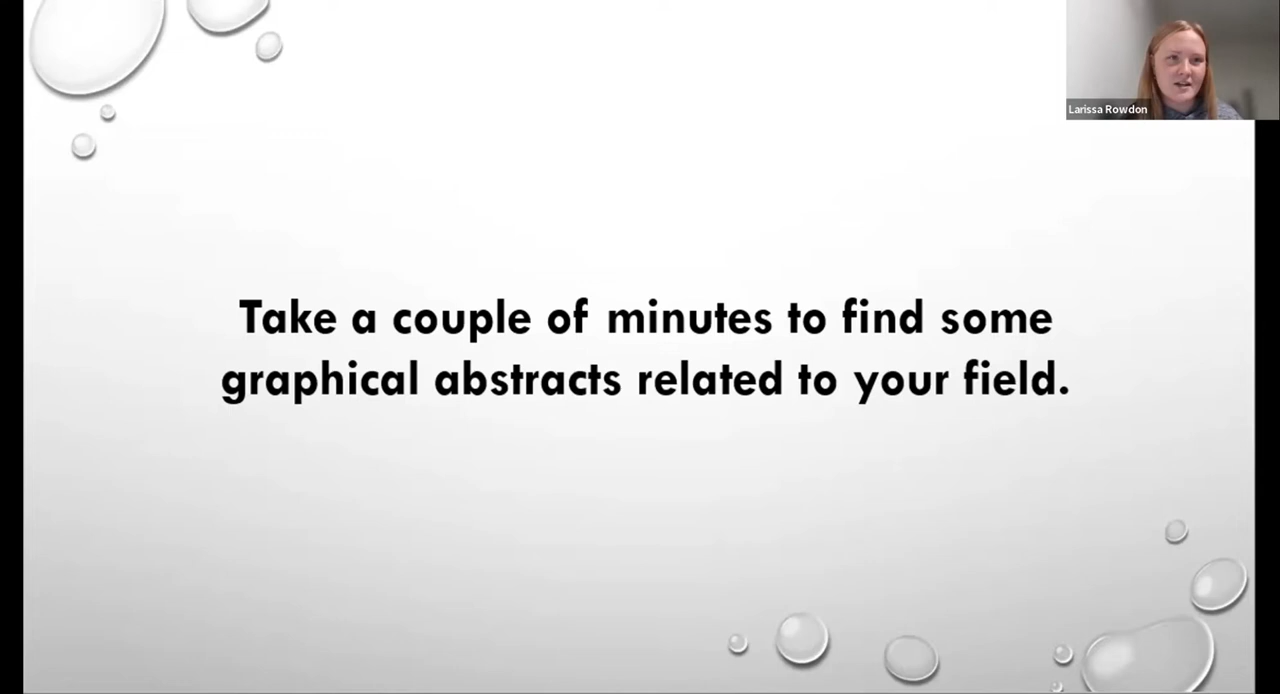 Larissa Rowdon
Take a couple of minutes to find some
graphical abstracts related to your field.